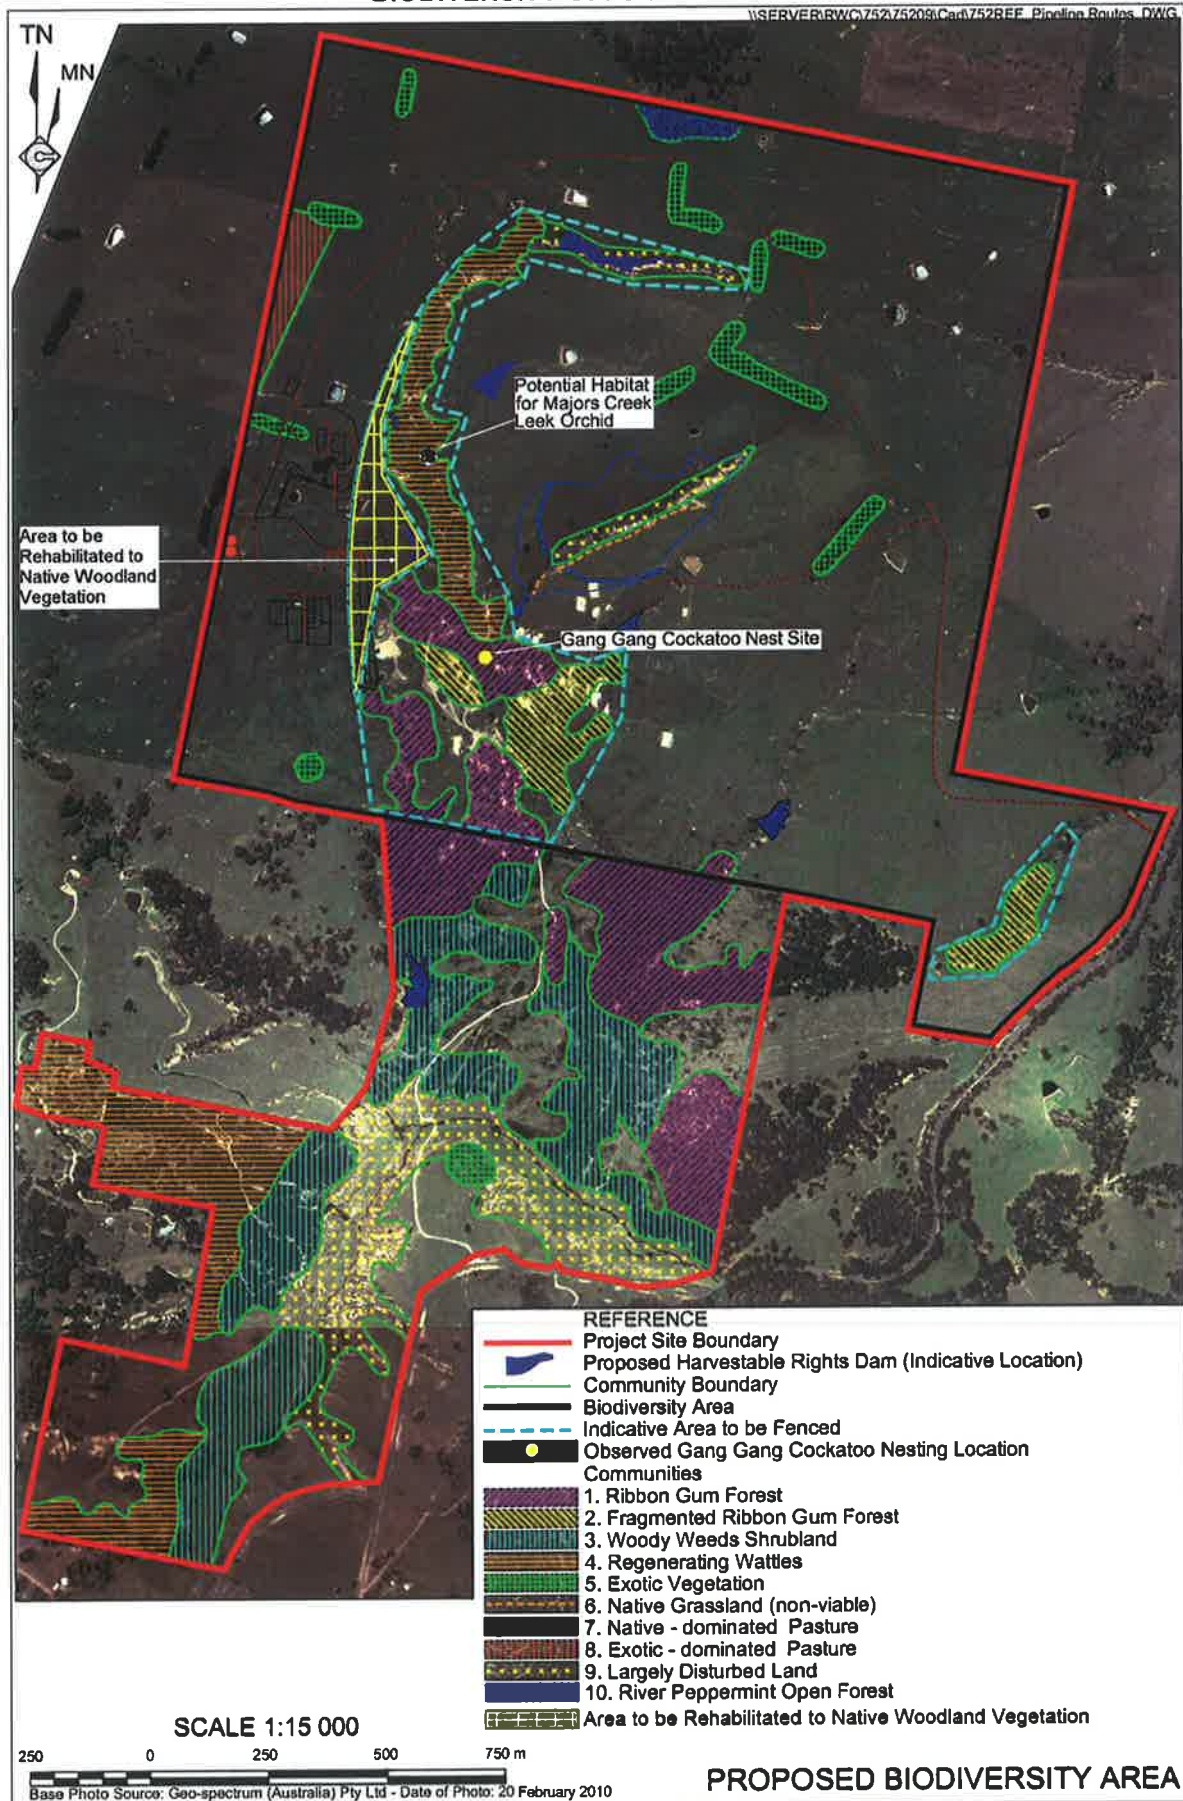 \\SERVER\RWC\752\75209\Cad\752REF_Pipeline Routes.DWG
TN
MN
Potential Habitat
for Majors Creek
Leek Orchid
Area to be
Rehabilitated to
Native Woodland
Vegetation
Gang Gang Cockatoo Nest Site
REFERENCE
Project Site Boundary
Proposed Harvestable Rights Dam (Indicative Location)
Community Boundary
Biodiversity Area
Indicative Area to be Fenced
Observed Gang Gang Cockatoo Nesting Location
Communities
1. Ribbon Gum Forest
2. Fragmented Ribbon Gum Forest
3. Woody Weeds Shrubland
4. Regenerating Wattles
5. Exotic Vegetation
6. Native Grassland (non-viable)
7. Native - dominated Pasture
8. Exotic - dominated Pasture
9. Largely Disturbed Land
10. River Peppermint Open Forest
Area to be Rehabilitated to Native Woodland Vegetation
SCALE 1:15 000
250 0 250 500 750 m
Base Photo Source: Geo-spectrum (Australia) Pty Ltd - Date of Photo: 20 February 2010
PROPOSED BIODIVERSITY AREA